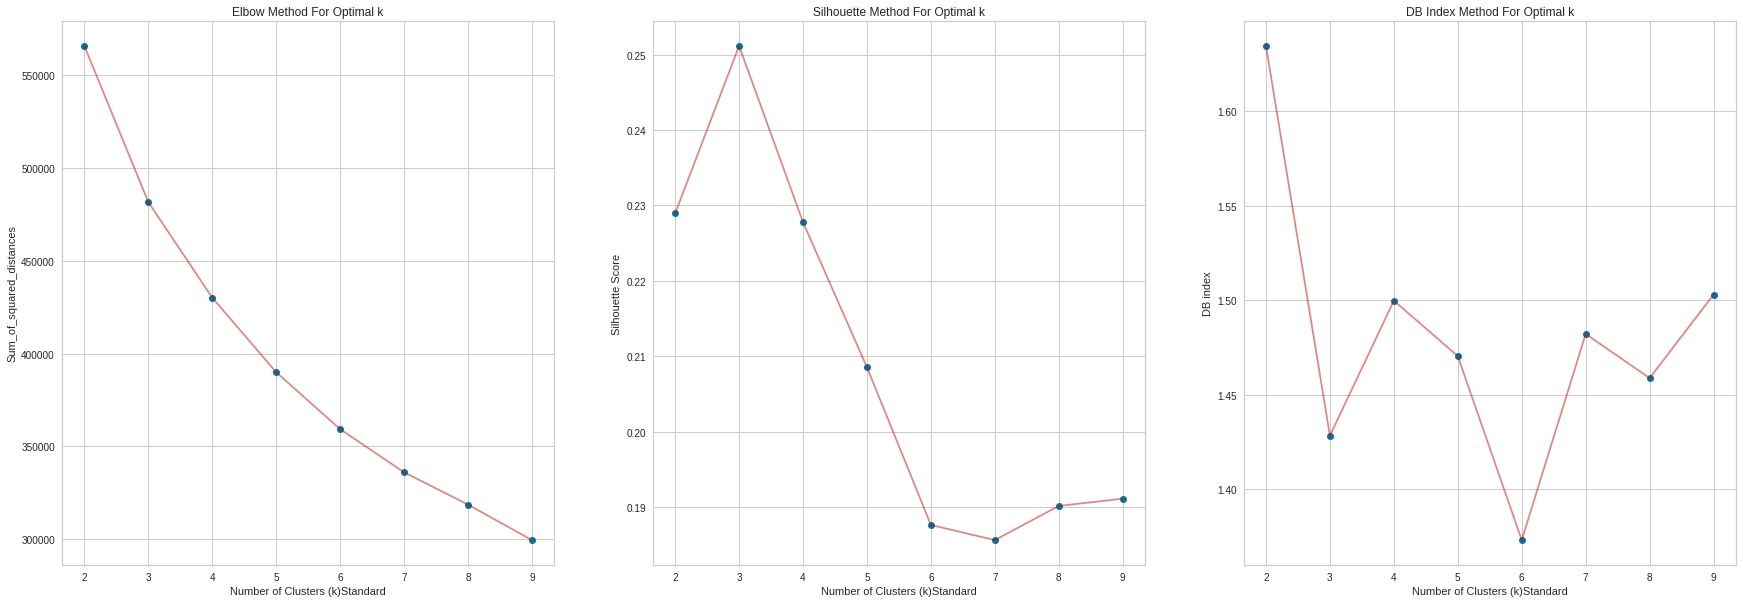 Elbow Method For Optimal k
550000
500000
450000
400000
350000
300000
Sum_of_squared_distances
2 3 4 5 6 7 8 9
Number of Clusters (k)Standard
Silhouette Method For Optimal k
0.25
0.24
0.23
0.22
0.21
0.20
0.19
Silhouette Score
2 3 4 5 6 7 8 9
Number of Clusters (k)Standard
DB Index Method For Optimal k
1.60
1.55
1.50
1.45
1.40
DB index
2 3 4 5 6 7 8 9
Number of Clusters (k)Standard